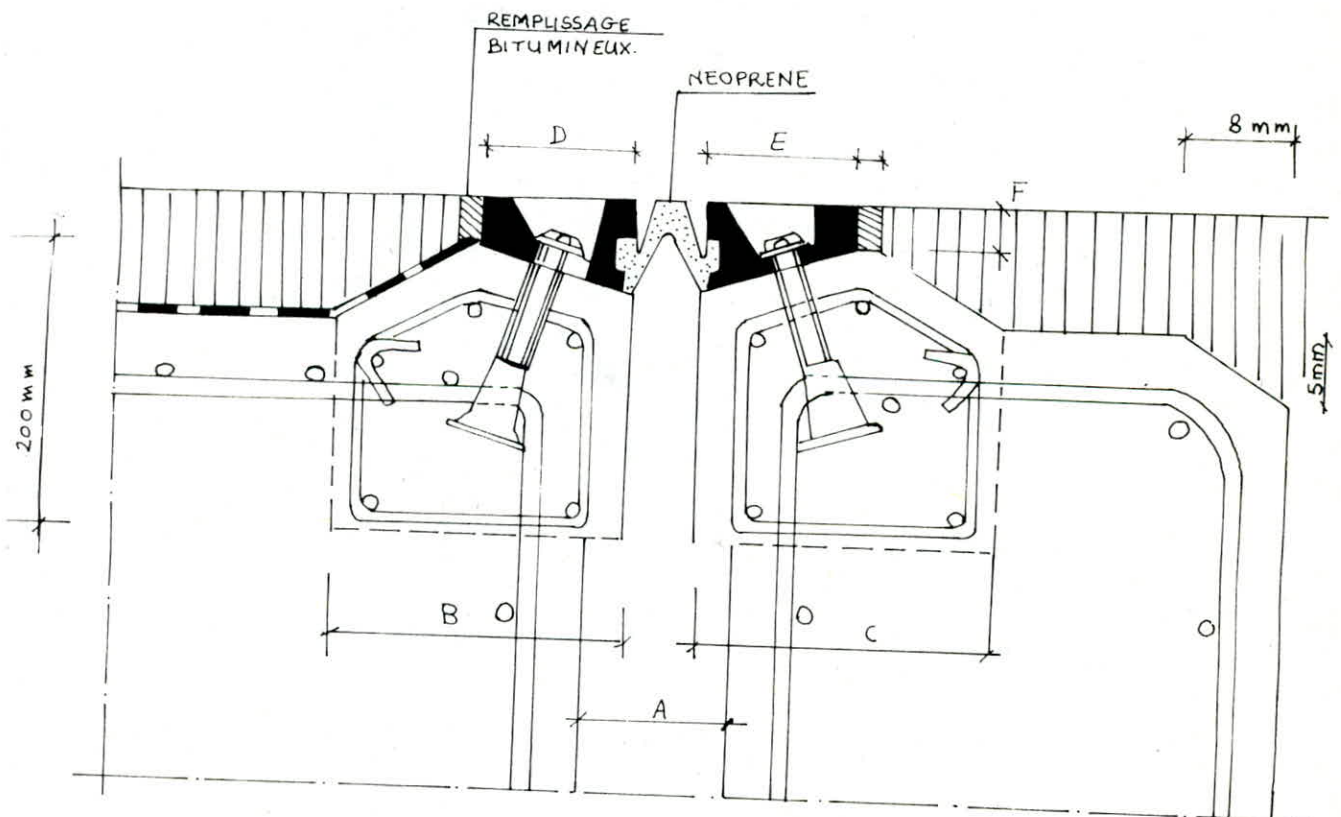 REMPLISSAGE
BITUMINEUX.
NEOPRENE
D
E
8 mm
F
200 mm
5mm
B
C
A